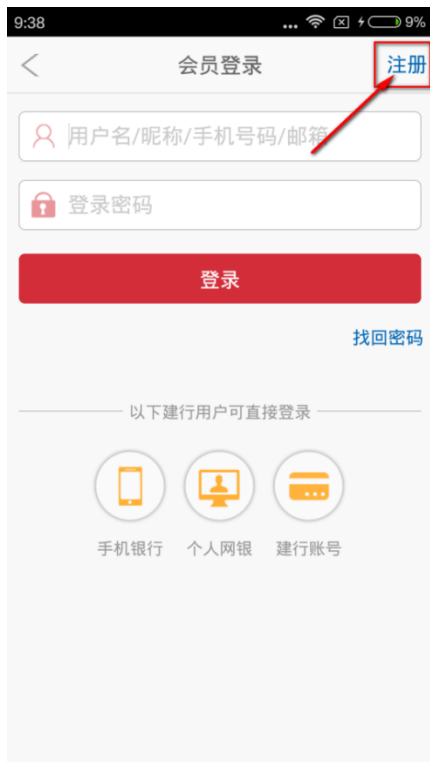 9:38 ... 9%
会员登录 注册
用户名/昵称/手机号码/邮箱
登录密码
登录
找回密码
以下建行用户可直接登录
手机银行 个人网银 建行账号